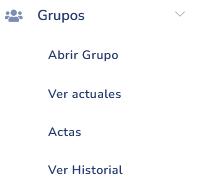 Grupos
Abrir Grupo
Ver actuales
Actas
Ver Historial